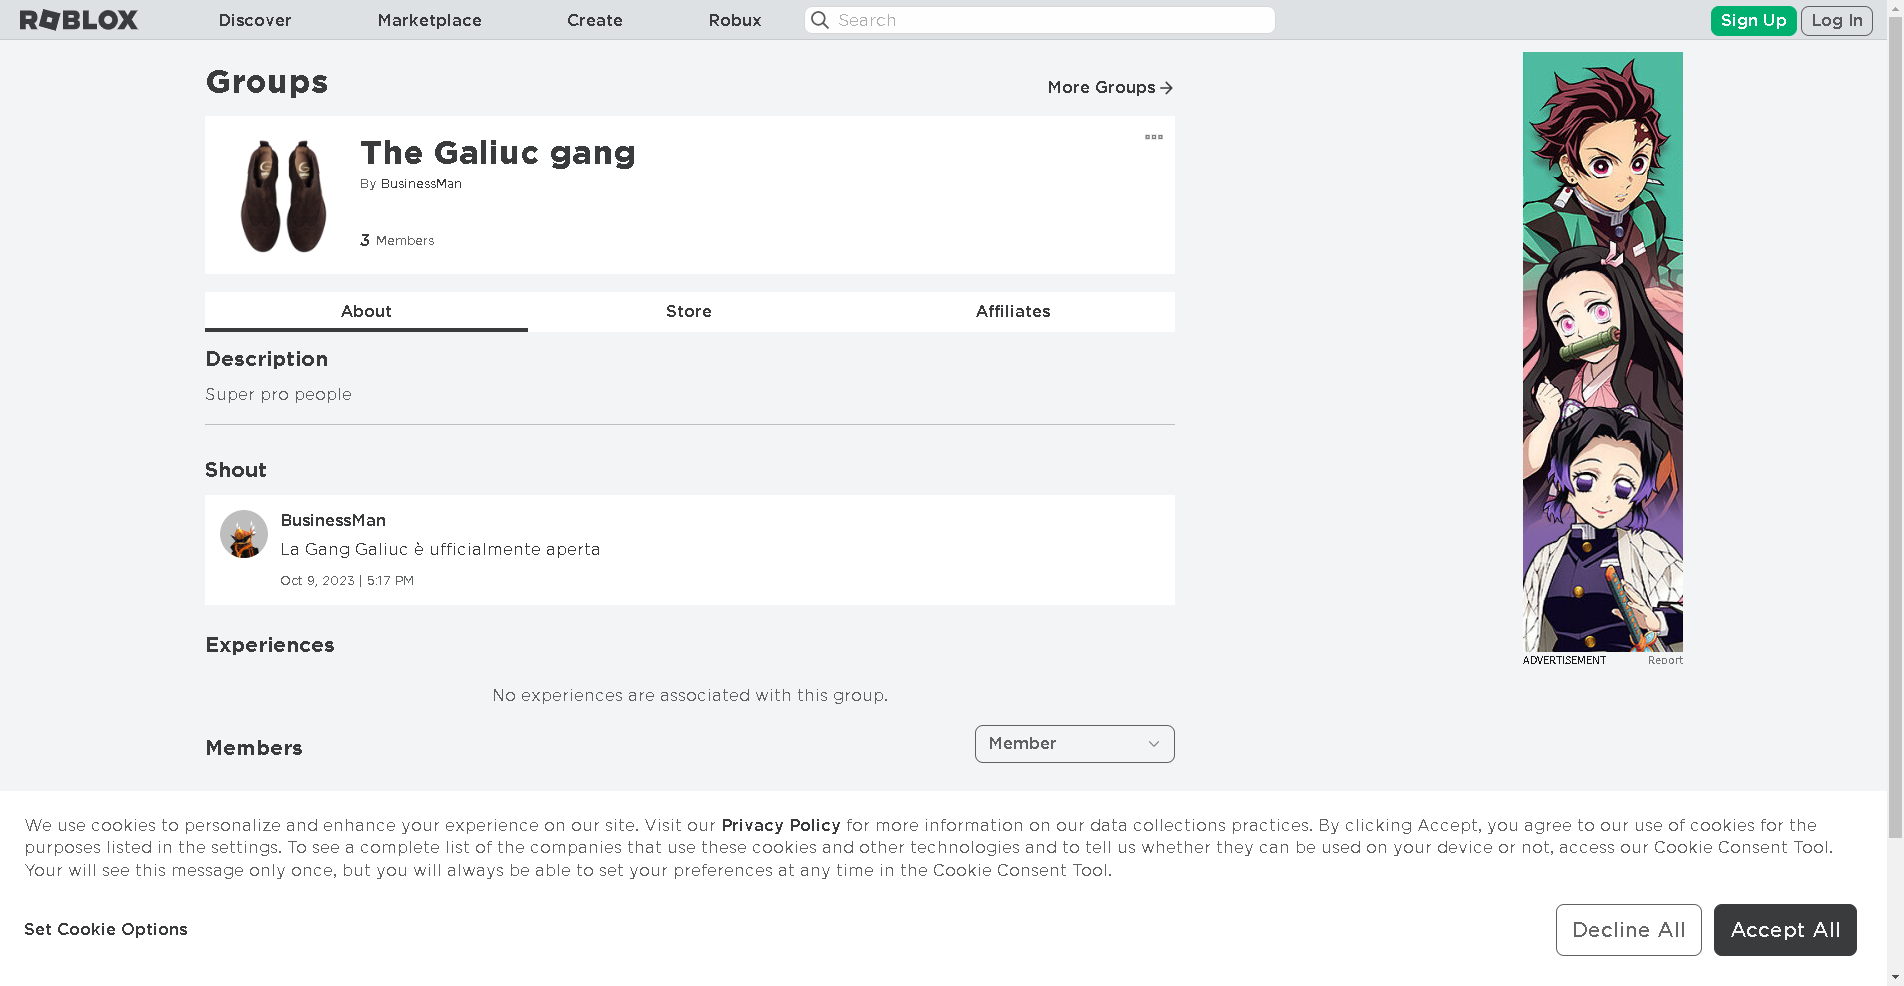 ROBLOX
Discover
Marketplace
Create
Robux
Search
Sign Up
Log In
Groups
More Groups
The Galiuc gang
By BusinessMan
3 Members
About
Store
Affiliates
Description
Super pro people
Shout
BusinessMan
La Gang Galiuc è ufficialmente aperta
Oct 9, 2023 | 5:17 PM
Experiences
No experiences are associated with this group.
Members
Member
ADVERTISEMENT
Report
We use cookies to personalize and enhance your experience on our site. Visit our Privacy Policy for more information on our data collections practices. By clicking Accept, you agree to our use of cookies for the
purposes listed in the settings. To see a complete list of the companies that use these cookies and other technologies and to tell us whether they can be used on your device or not, access our Cookie Consent Tool.
Your will see this message only once, but you will always be able to set your preferences at any time in the Cookie Consent Tool.
Set Cookie Options
Decline All
Accept All